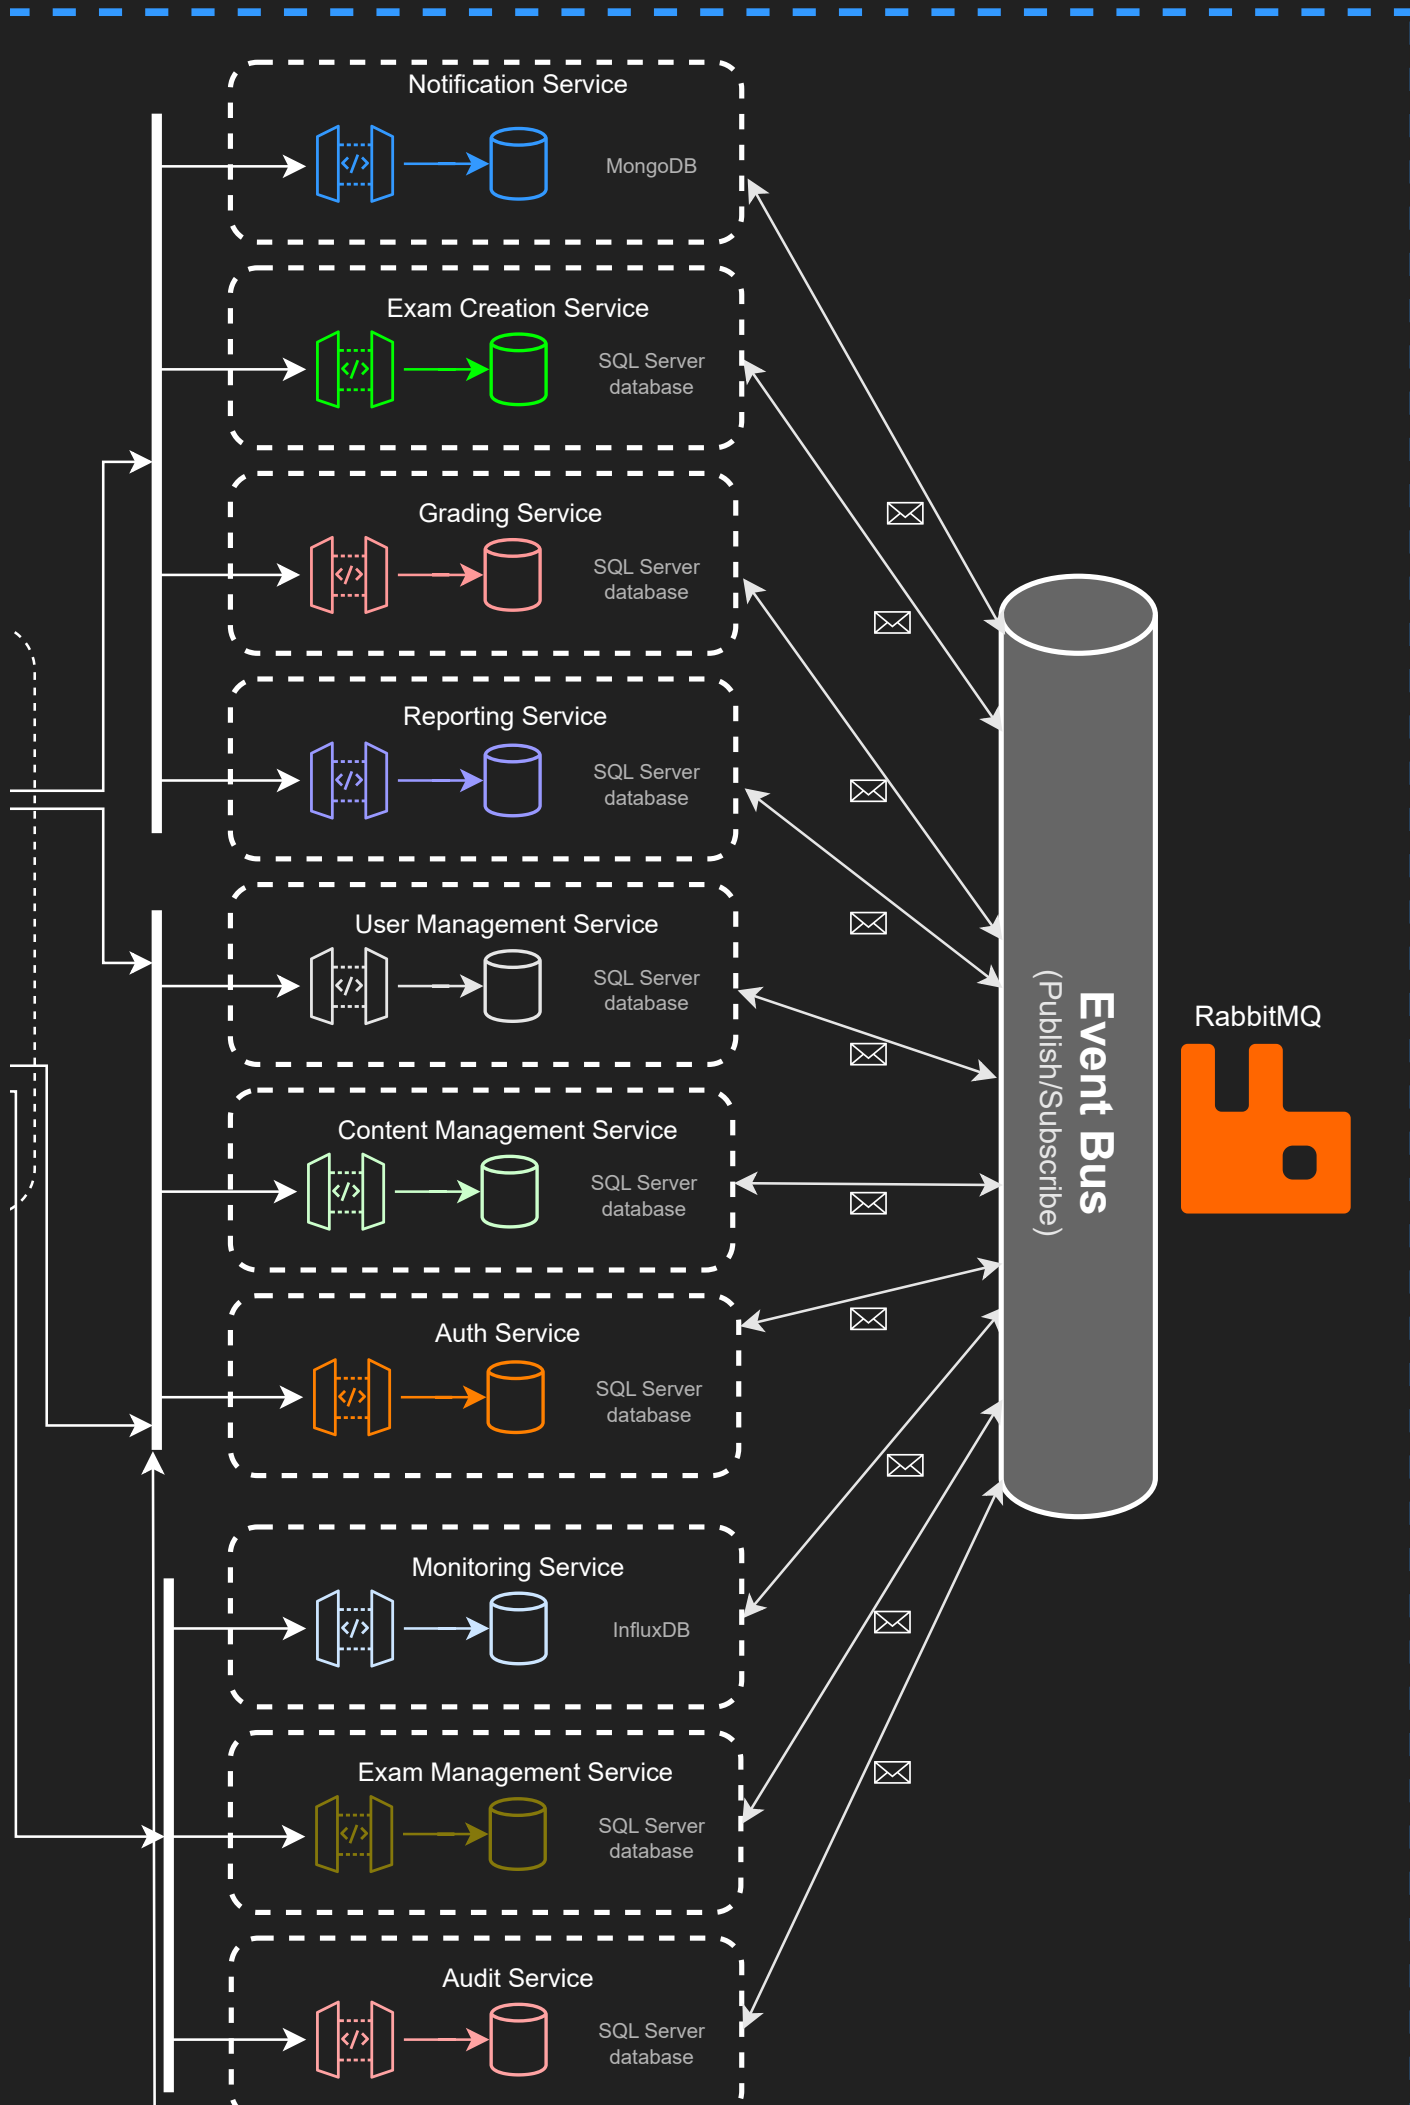 Notification Service
</>
MongoDB
Exam Creation Service
</>
SQL Server
database
Grading Service
</>
SQL Server
database
Reporting Service
</>
SQL Server
database
User Management Service
</>
SQL Server
database
Content Management Service
</>
SQL Server
database
Auth Service
</>
SQL Server
database
Monitoring Service
</>
InfluxDB
Exam Management Service
</>
SQL Server
database
Audit Service
</>
SQL Server
database
Event Bus
(Publish/Subscribe)
RabbitMQ